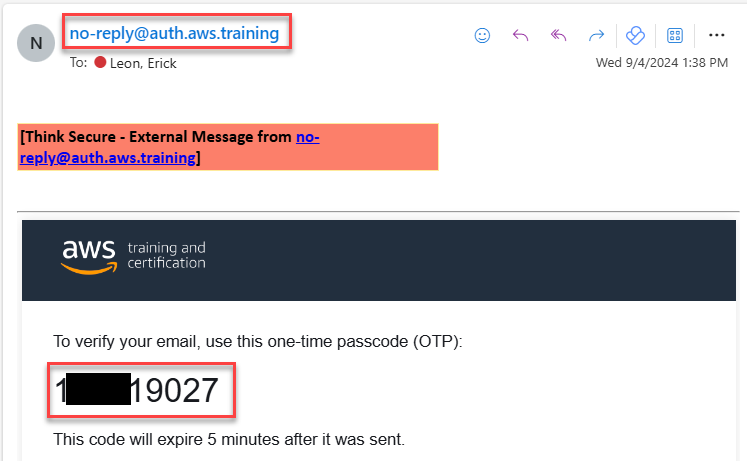 N
no-reply@auth.aws.training
To: Leon, Erick
Wed 9/4/2024 1:38 PM
[Think Secure - External Message from no-
reply@auth.aws.training]
aws training and
certification
To verify your email, use this one-time passcode (OTP):
1 19027
This code will expire 5 minutes after it was sent.